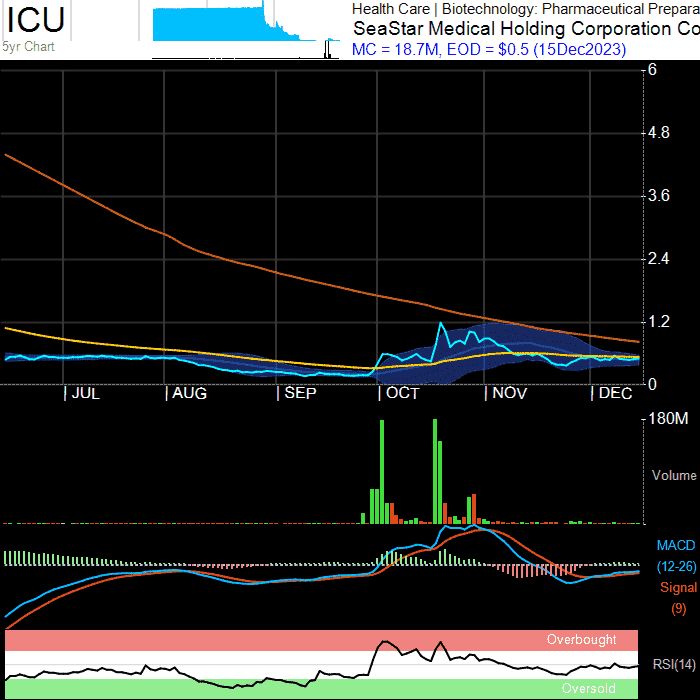 ICU
5yr Chart
Health Care | Biotechnology: Pharmaceutical Prepara
SeaStar Medical Holding Corporation Co
MC = 18.7M, EOD = $0.5 (15Dec2023)
6
4.8
3.6
2.4
1.2
0
| JUL | AUG | SEP | OCT | NOV | DEC
180M
Volume
MACD
(12-26)
Signal
(9)
Overbought
RSI(14)
Oversold